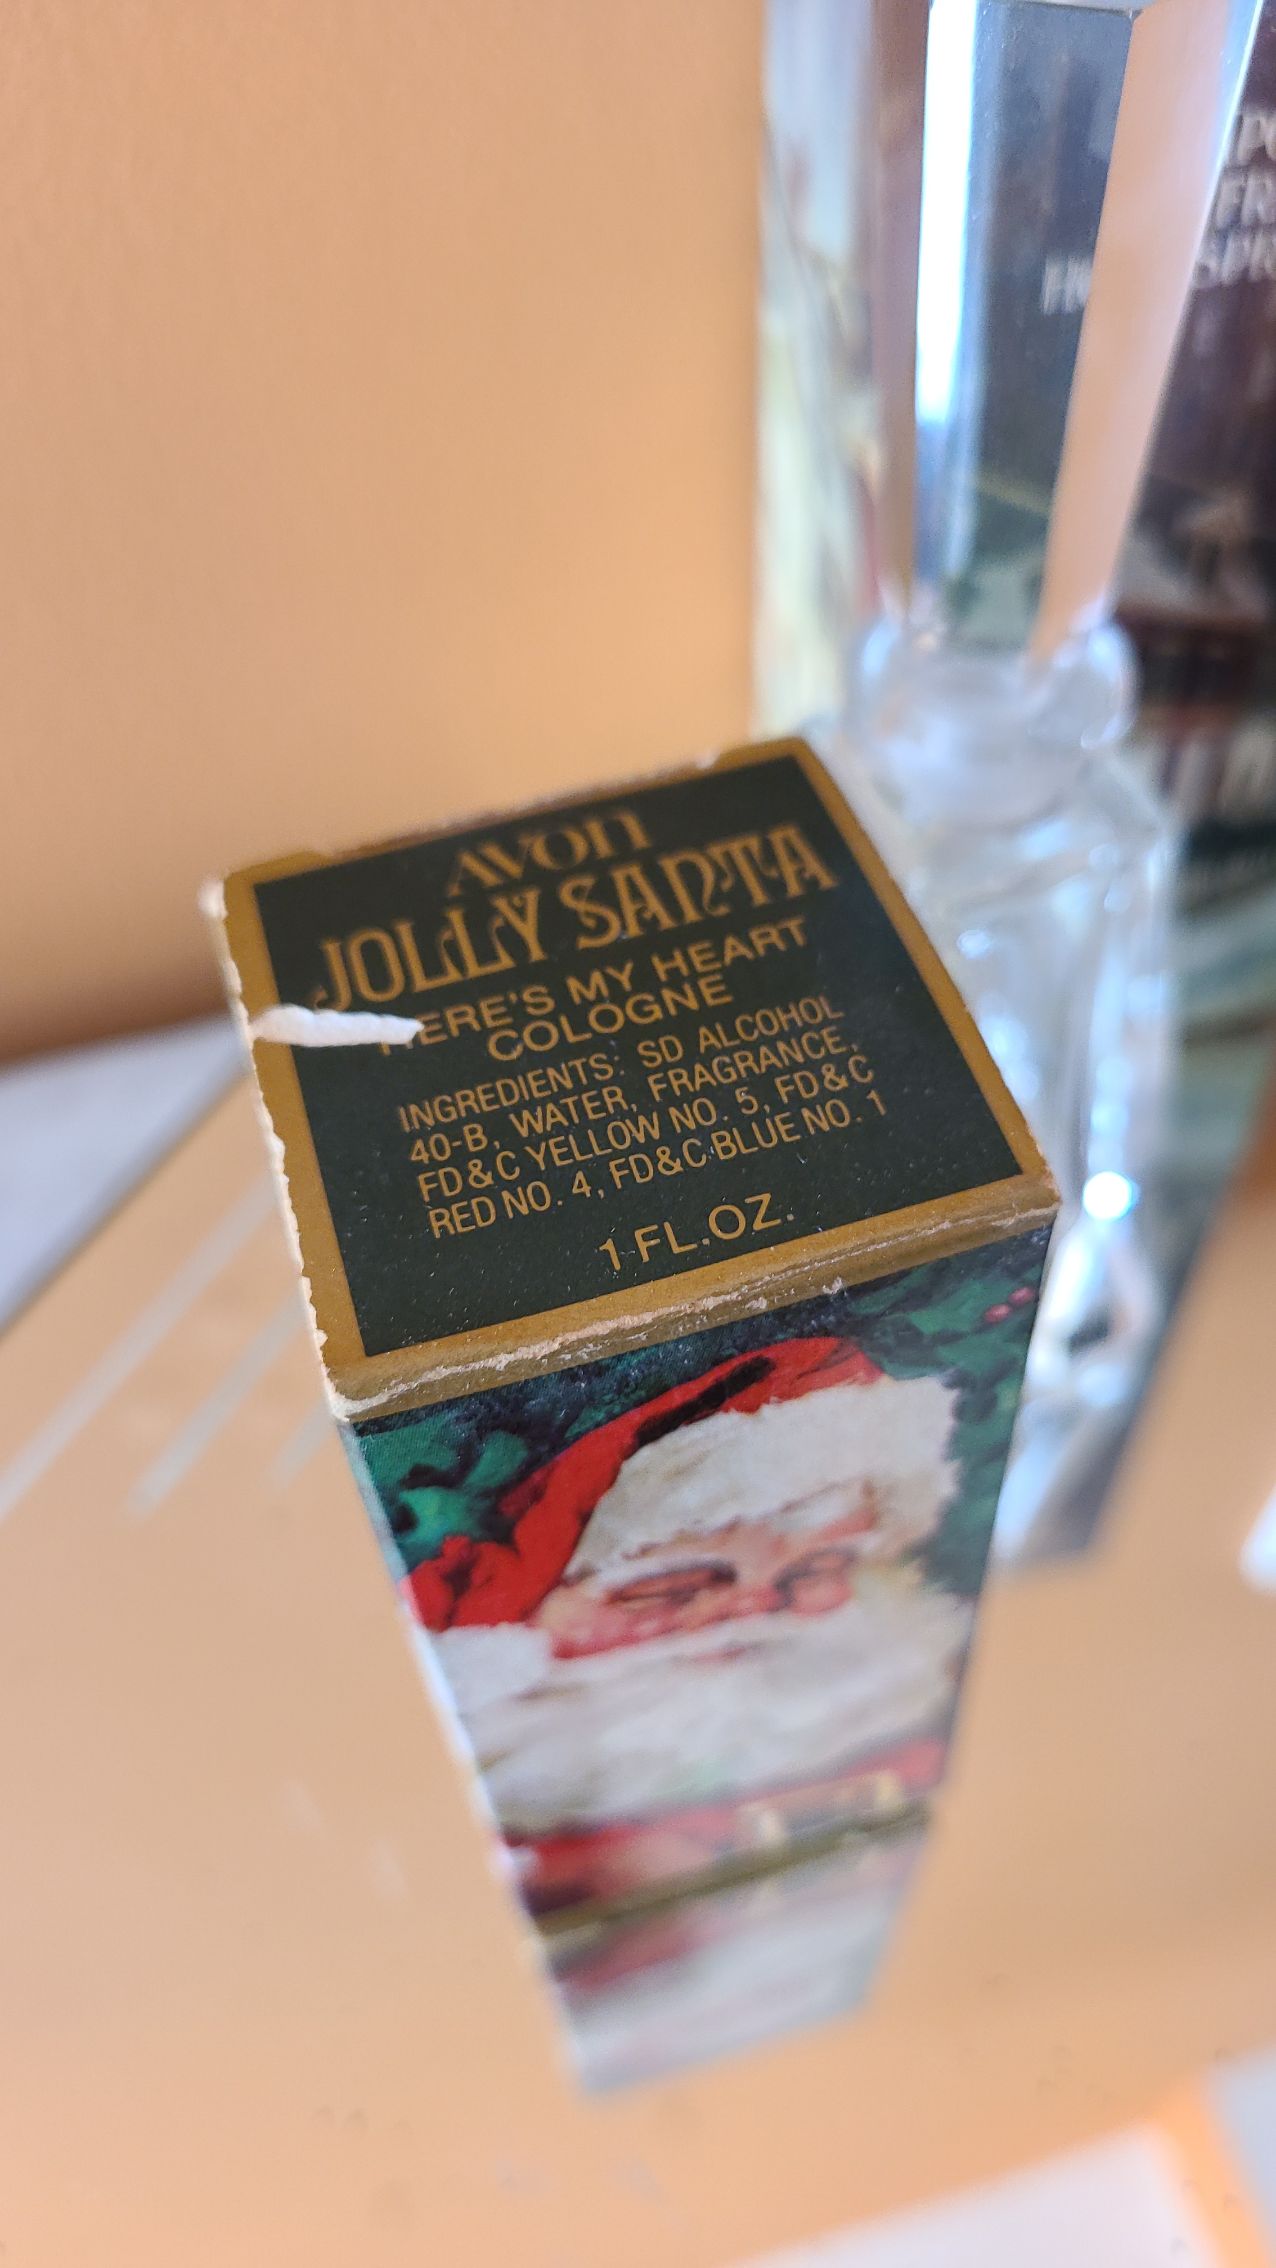 AVON
JOLLY SANTA
HERE'S MY HEART
COLOGNE
INGREDIENTS: SD ALCOHOL
40-B, WATER, FRAGRANCE,
FD&C YELLOW NO. 5, FD&C
RED NO. 4, FD&C BLUE NO. 1
1 FL. OZ.